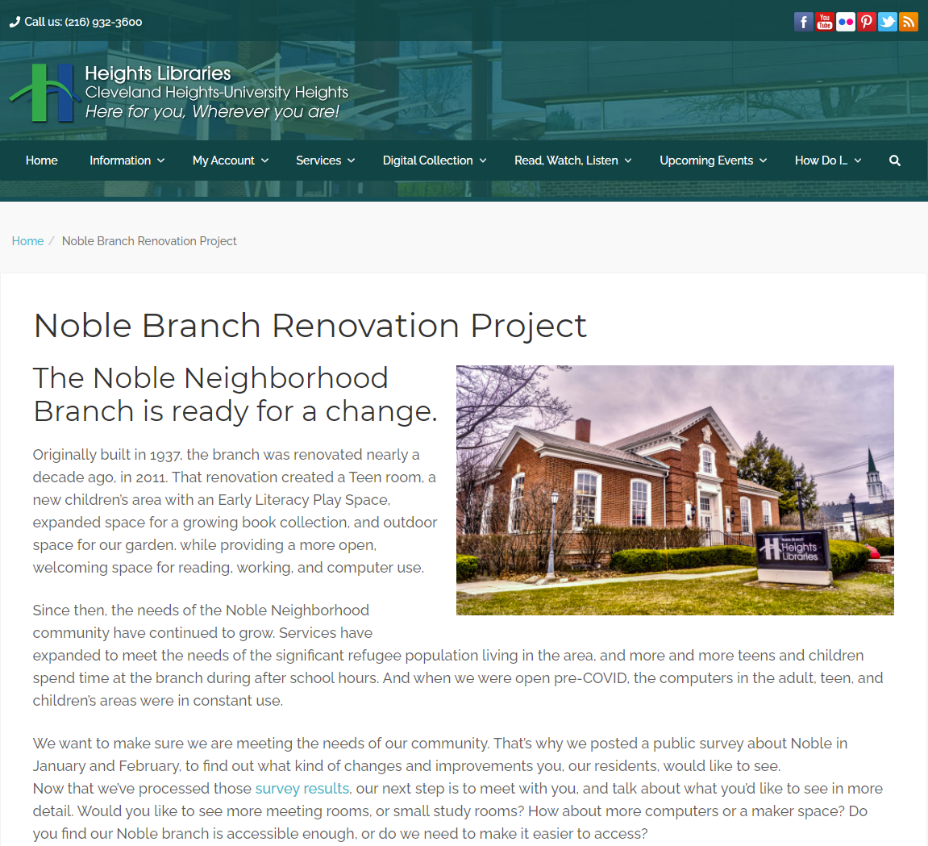 Call us: (216) 932-3600
Heights Libraries
Cleveland Heights-University Heights
Here for you, Wherever you are!
Home Information My Account Services Digital Collection Read, Watch, Listen Upcoming Events How Do I...
Home / Noble Branch Renovation Project
Noble Branch Renovation Project
The Noble Neighborhood
Branch is ready for a change.
Originally built in 1937, the branch was renovated nearly a
decade ago, in 2011. That renovation created a Teen room, a
new children's area with an Early Literacy Play Space,
expanded space for a growing book collection, and outdoor
space for our garden, while providing a more open,
welcoming space for reading, working, and computer use.
Noble Branch
Heights
Libraries
Since then, the needs of the Noble Neighborhood
community have continued to grow. Services have
expanded to meet the needs of the significant refugee population living in the area, and more and more teens and children
spend time at the branch during after school hours. And when we were open pre-COVID, the computers in the adult, teen, and
children's areas were in constant use.
We want to make sure we are meeting the needs of our community. That's why we posted a public survey about Noble in
January and February, to find out what kind of changes and improvements you, our residents, would like to see.
Now that we've processed those survey results, our next step is to meet with you, and talk about what you'd like to see in more
detail. Would you like to see more meeting rooms, or small study rooms? How about more computers or a maker space? Do
you find our Noble branch is accessible enough, or do we need to make it easier to access?